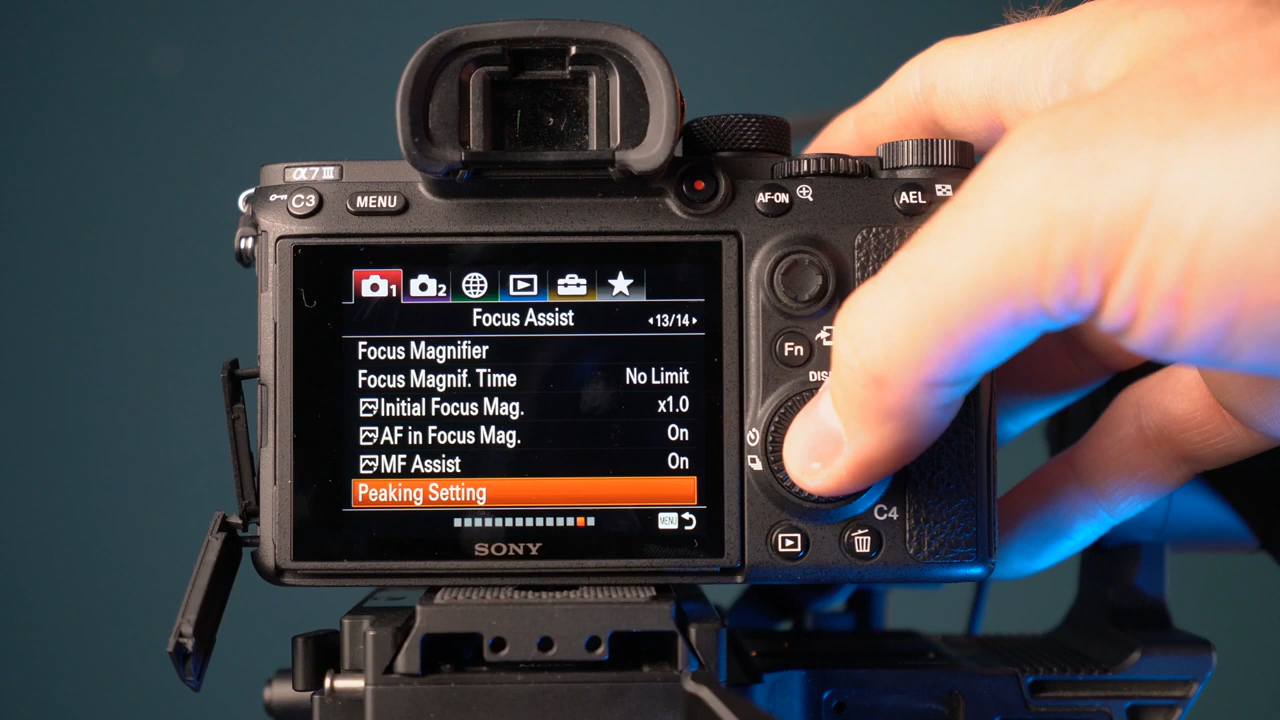 α7III
C3
MENU
AF-ON
AEL
1
2
Focus Assist
13/14
Focus Magnifier
Focus Magnif. Time No Limit
Initial Focus Mag. x1.0
AF in Focus Mag. On
MF Assist On
Peaking Setting
MENU
SONY
Fn
C4